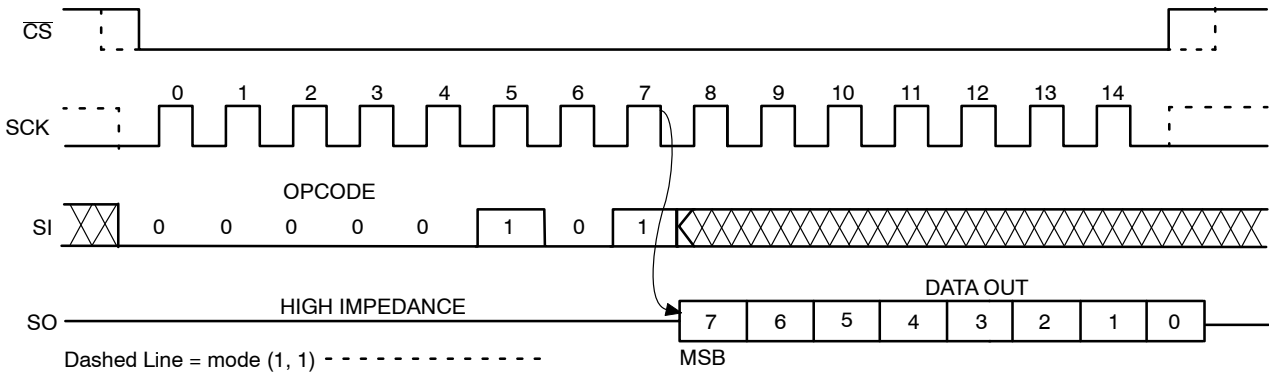 CS
0 1 2 3 4 5 6 7 8 9 10 11 12 13 14
SCK
OPCODE
SI 0 0 0 0 0 1 0 1
DATA OUT
HIGH IMPEDANCE
SO 7 6 5 4 3 2 1 0
Dashed Line = mode (1, 1) MSB